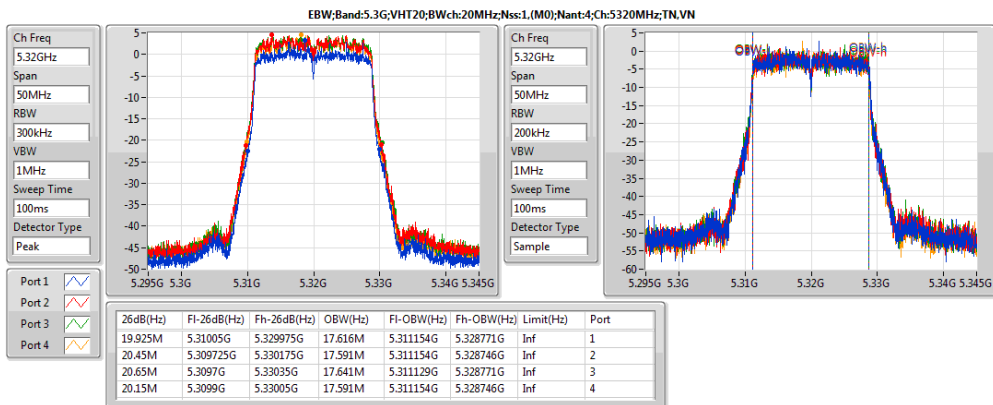 EBW;Band:5.3G;VHT20;BWch:20MHz;Nss:1,(M0);Nant:4;Ch:5320MHz;TN,VN
Ch Freq
5.32GHz
Span
50MHz
RBW
300kHz
VBW
1MHz
Sweep Time
100ms
Detector Type
Peak
5
0
-5
-10
-15
-20
-25
-30
-35
-40
-45
-50
5.295G 5.3G 5.31G 5.32G 5.33G 5.34G 5.345G
Ch Freq
5.32GHz
Span
50MHz
RBW
200kHz
VBW
1MHz
Sweep Time
100ms
Detector Type
Sample
5
0
-5
-10
-15
-20
-25
-30
-35
-40
-45
-50
-55
-60
OBW-l OBW-h
5.295G 5.3G 5.31G 5.32G 5.33G 5.34G 5.345G
Port 1
Port 2
Port 3
Port 4
26dB(Hz) Fl-26dB(Hz) Fh-26dB(Hz) OBW(Hz) Fl-OBW(Hz) Fh-OBW(Hz) Limit(Hz) Port
19.925M 5.31005G 5.329975G 17.616M 5.311154G 5.328771G Inf 1
20.45M 5.309725G 5.330175G 17.591M 5.311154G 5.328746G Inf 2
20.65M 5.3097G 5.33035G 17.641M 5.311129G 5.328771G Inf 3
20.15M 5.3099G 5.33005G 17.591M 5.311154G 5.328746G Inf 4